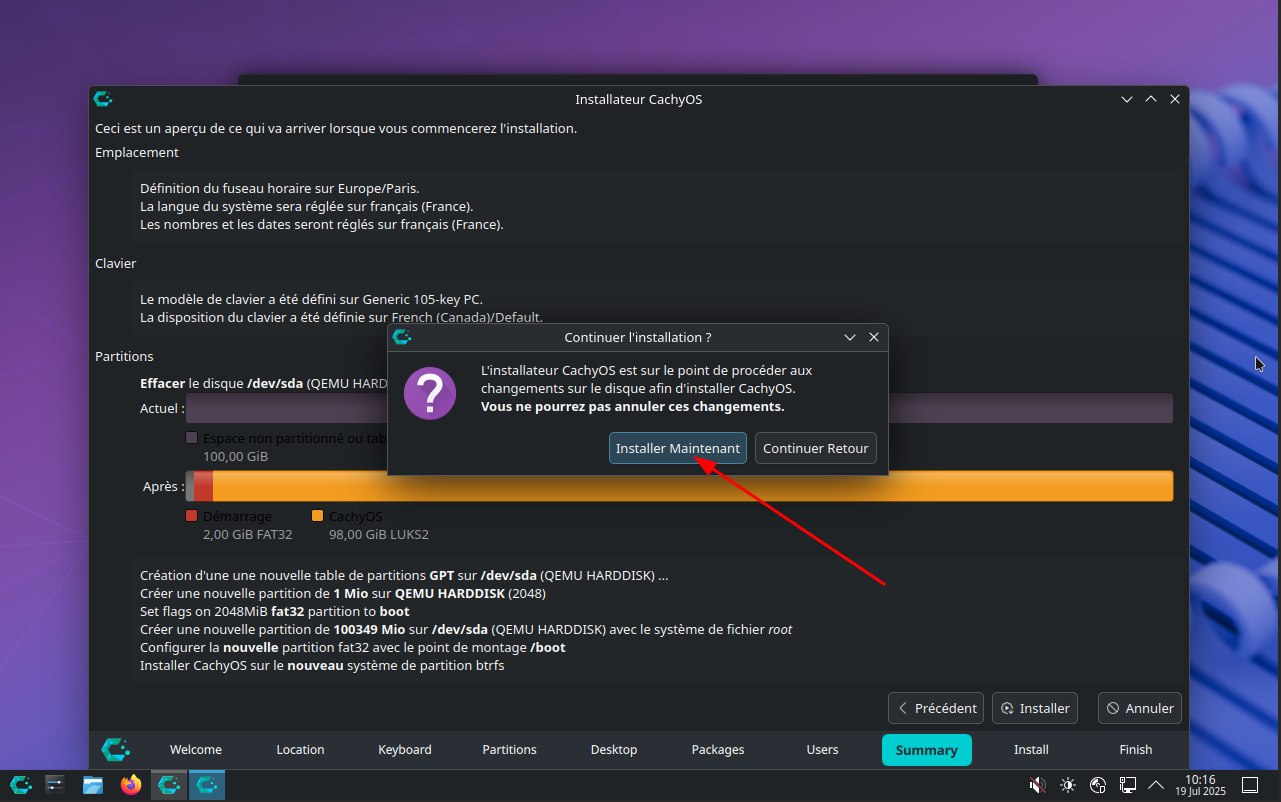 Installateur CachyOS
Ceci est un aperçu de ce qui va arriver lorsque vous commencerez l'installation.
Emplacement
Définition du fuseau horaire sur Europe/Paris.
La langue du système sera réglée sur français (France).
Les nombres et les dates seront réglés sur français (France).
Clavier
Le modèle de clavier a été défini sur Generic 105-key PC.
La disposition du clavier a été définie sur French (Canada)/Default.
Continuer l'installation ?
L'installateur CachyOS est sur le point de procéder aux
changements sur le disque afin d'installer CachyOS.
Vous ne pourrez pas annuler ces changements.
Installer Maintenant
Continuer Retour
Partitions
Effacer le disque /dev/sda (QEMU HARD
Actuel :
Espace non partitionné ou tab
100,00 GiB
Après :
Démarrage CachyOS
2,00 GiB FAT32 98,00 GiB LUKS2
Création d'une une nouvelle table de partitions GPT sur /dev/sda (QEMU HARDDISK) ...
Créer une nouvelle partition de 1 Mio sur QEMU HARDDISK (2048)
Set flags on 2048MiB fat32 partition to boot
Créer une nouvelle partition de 100349 Mio sur /dev/sda (QEMU HARDDISK) avec le système de fichier root
Configurer la nouvelle partition fat32 avec le point de montage /boot
Installer CachyOS sur le nouveau système de partition btrfs
Précédent Installer Annuler
Welcome Location Keyboard Partitions Desktop Packages Users Summary Install Finish
10:16
19 Jul 2025